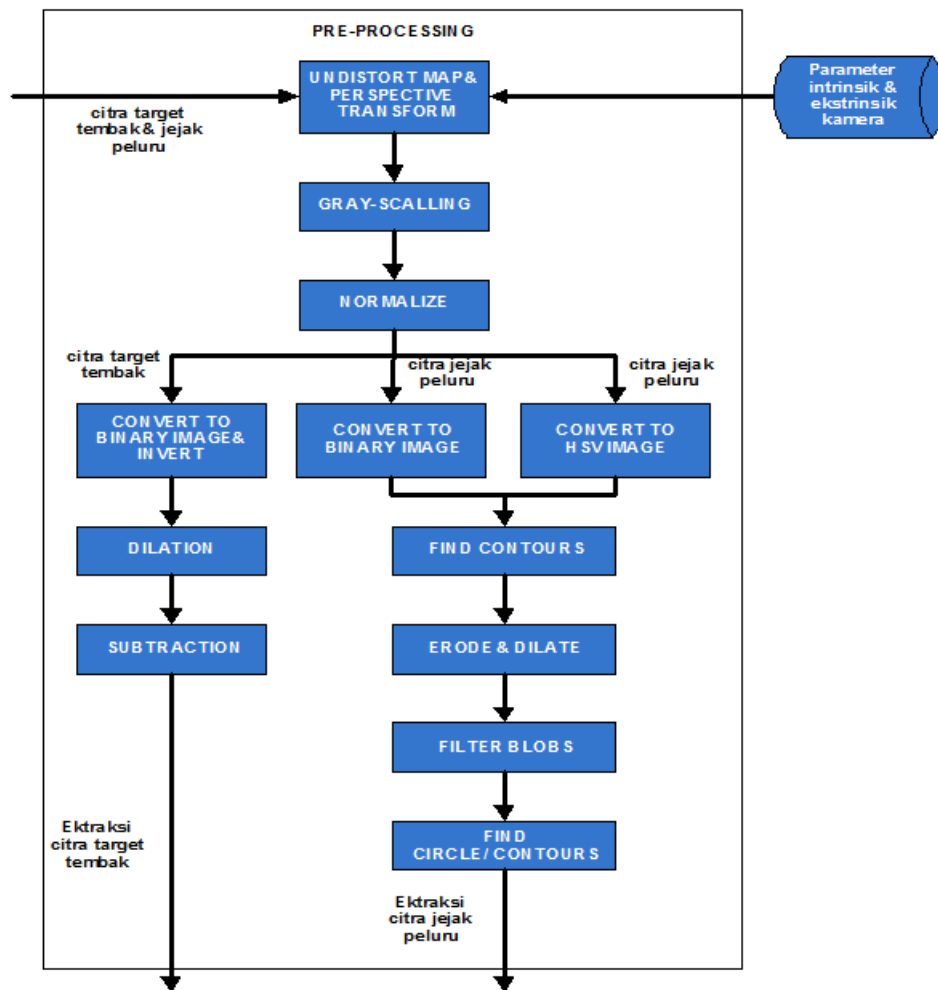 PRE-PROCESSING
UNDISTORT MAP&
PERSPECTIVE
TRANSFORM
Parameter
intrinsik &
ekstrinsik
kamera
citra target
tembak& jejak
peluru
GRAY-SCALLING
NORMALIZE
citra target
tembak
citra jejak
peluru
citra jejak
peluru
CONVERT TO
BINARY IMAGE&
INVERT
CONVERT TO
BINARY IMAGE
CONVERT TO
HSV IMAGE
DILATION
FIND CONTOURS
SUBTRACTION
ERODE & DILATE
FILTER BLOBS
Ektraksi
citra target
tembak
FIND
CIRCLE/CONTOURS
Ektraksi
citra jejak
peluru